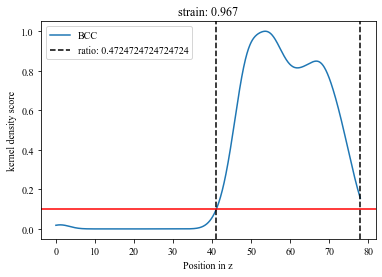 strain: 0.967
BCC
ratio: 0.4724724724724724
kernel density score
1.0
0.8
0.6
0.4
0.2
0.0
0 10 20 30 40 50 60 70 80
Position in z